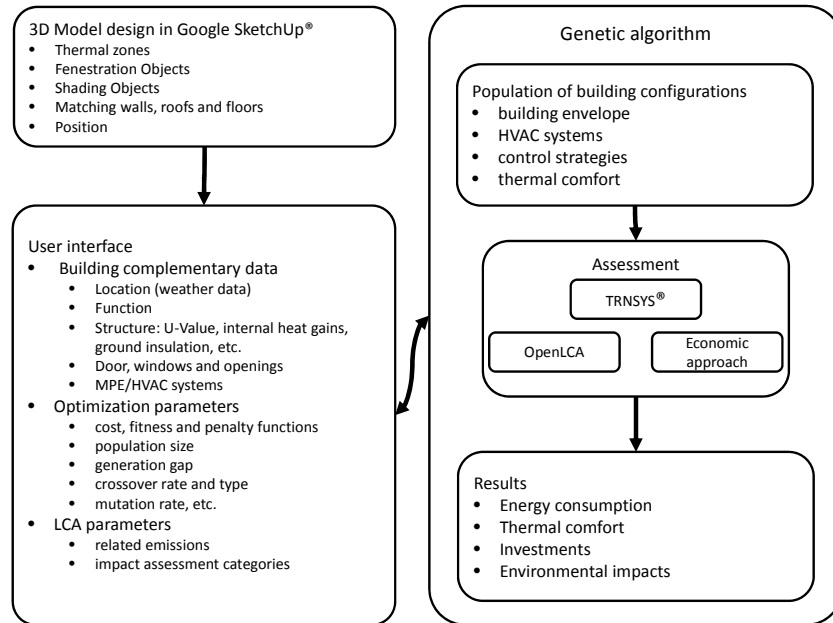 3D Model design in Google SketchUp®
• Thermal zones
• Fenestration Objects
• Shading Objects
• Matching walls, roofs and floors
• Position
User interface
• Building complementary data
• Location (weather data)
• Function
• Structure: U-Value, internal heat gains,
ground insulation, etc.
• Door, windows and openings
• MPE/HVAC systems
• Optimization parameters
• cost, fitness and penalty functions
• population size
• generation gap
• crossover rate and type
• mutation rate, etc.
• LCA parameters
• related emissions
• impact assessment categories
Genetic algorithm
Population of building configurations
• building envelope
• HVAC systems
• control strategies
• thermal comfort
Assessment
TRNSYS®
OpenLCA
Economic
approach
Results
• Energy consumption
• Thermal comfort
• Investments
• Environmental impacts